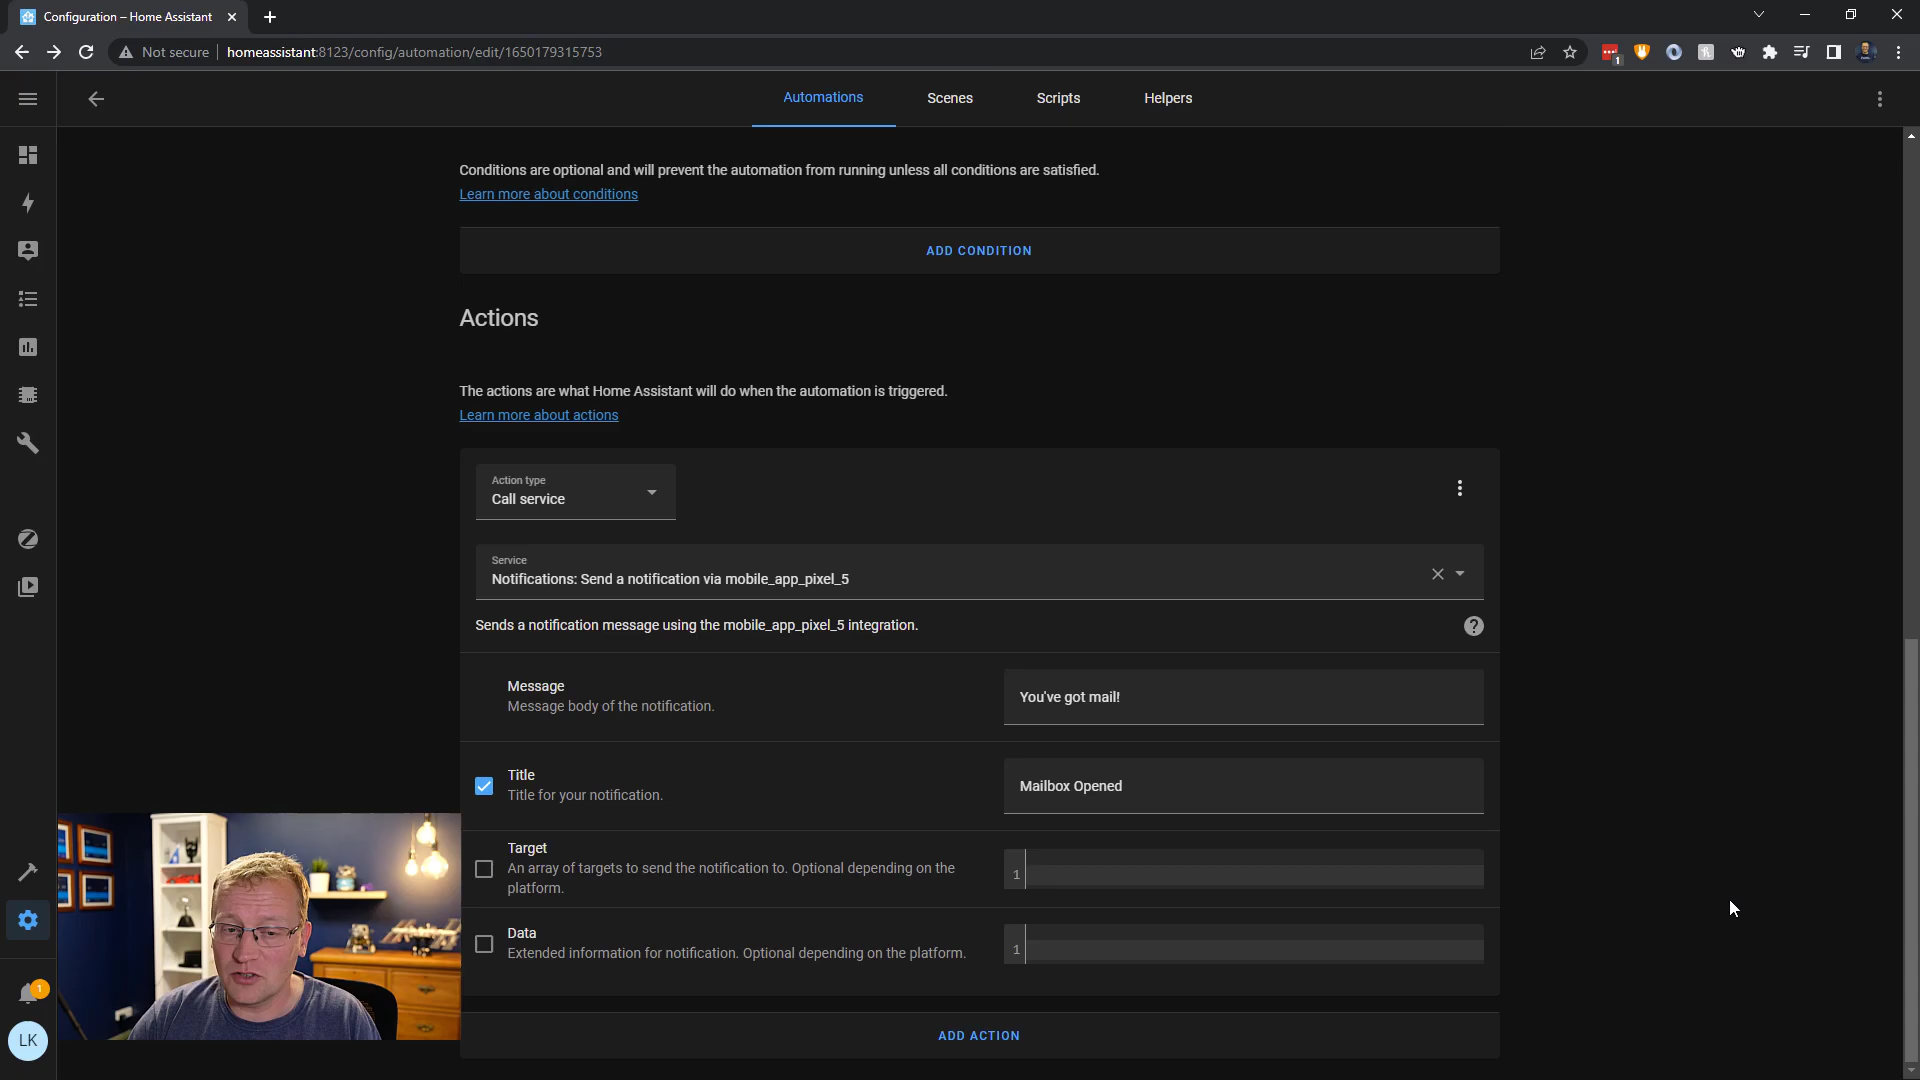 Configuration – Home Assistant
Not secure
homeassistant:8123/config/automation/edit/1650179315753
1
Automations
Scenes
Scripts
Helpers
Conditions are optional and will prevent the automation from running unless all conditions are satisfied.
Learn more about conditions
ADD CONDITION
Actions
The actions are what Home Assistant will do when the automation is triggered.
Learn more about actions
Action type
Call service
Service
Notifications: Send a notification via mobile_app_pixel_5
Sends a notification message using the mobile_app_pixel_5 integration.
Message
Message body of the notification.
You've got mail!
Title
Title for your notification.
Mailbox Opened
Target
An array of targets to send the notification to. Optional depending on the
platform.
1
Data
Extended information for notification. Optional depending on the platform.
1
ADD ACTION
1
LK